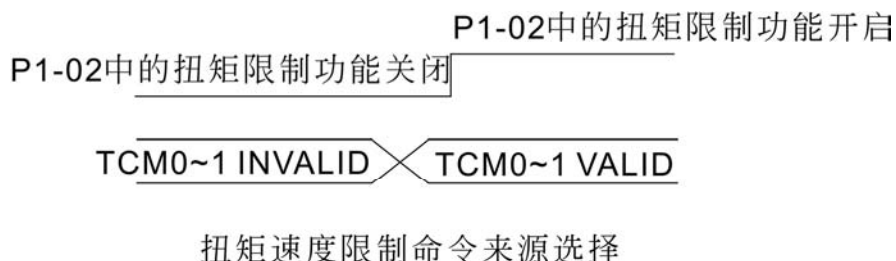 P1-02中的扭矩限制功能开启
P1-02中的扭矩限制功能关闭
TCM0~1 INVALID
TCM0~1 VALID
扭矩速度限制命令来源选择